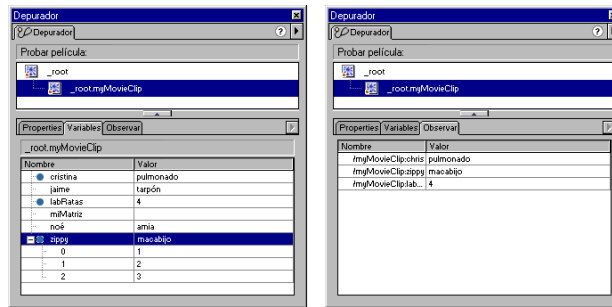 Depurador
Depurador
Probar película:
_root
_root.myMovieClip
Properties Variables Observar
_root.myMovieClip
Nombre Valor
cristina pulmonado
jaime tarpón
labRatas 4
miMatriz
noé amia
zippy macabijo
0 1
1 2
2 3
Depurador
Depurador
Probar película:
_root
_root.myMovieClip
Properties Variables Observar
Nombre Valor
/myMovieClip:chris pulmonado
/myMovieClip:zippy macabijo
/myMovieClip:lab... 4